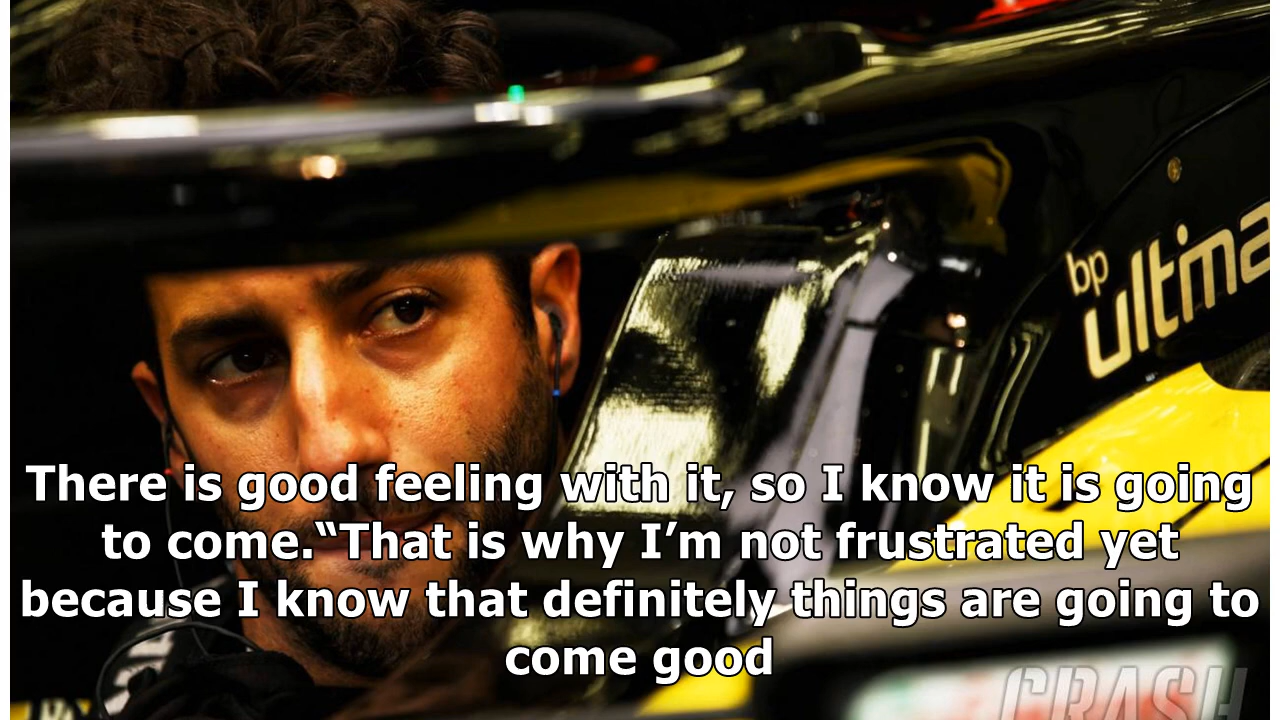 bp
ultima
There is good feeling with it, so I know it is going
to come.“That is why I’m not frustrated yet
because I know that definitely things are going to
come good
CRASH